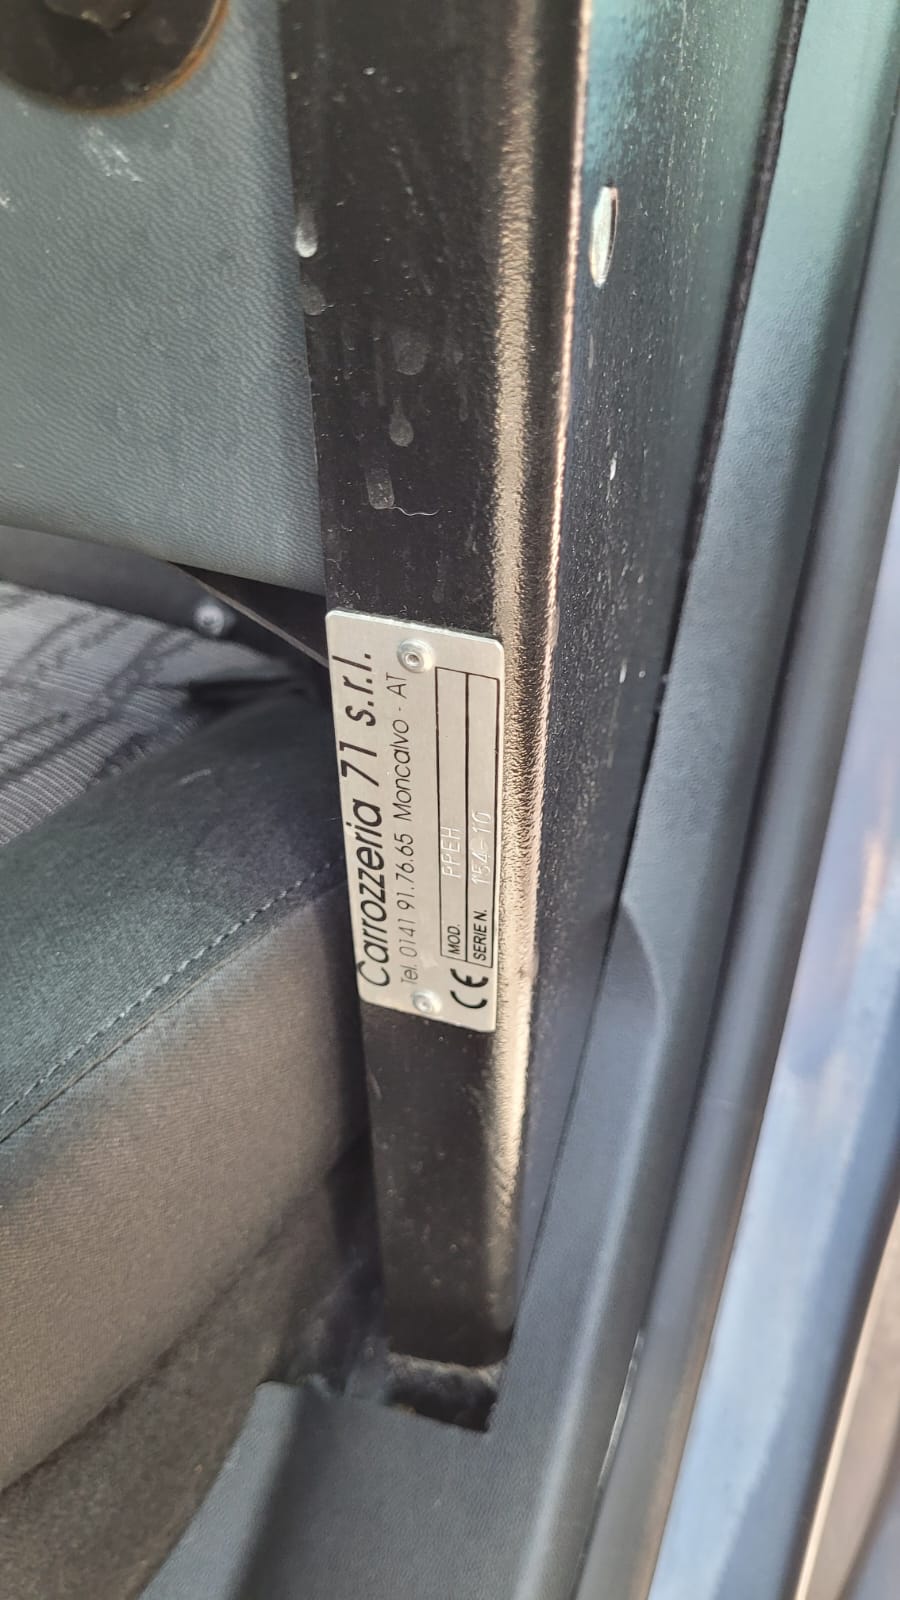 Carrozzeria 71 s.r.l.
Tel. 0141 91.76.65 Moncalvo - AT
CE
MOD. PPEH
SERIE N. 154-10